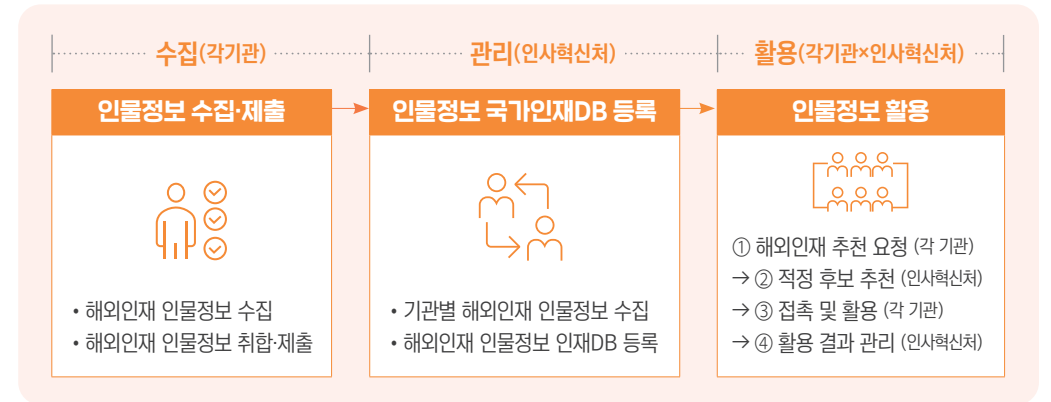 수집(각기관)
관리(인사혁신처)
활용(각기관×인사혁신처)
인물정보 수집·제출
인물정보 국가인재DB 등록
인물정보 활용
• 해외인재 인물정보 수집
• 해외인재 인물정보 취합·제출
• 기관별 해외인재 인물정보 수집
• 해외인재 인물정보 인재DB 등록
① 해외인재 추천 요청 (각 기관)
→ ② 적정 후보 추천 (인사혁신처)
→ ③ 접촉 및 활용 (각 기관)
→ ④ 활용 결과 관리 (인사혁신처)